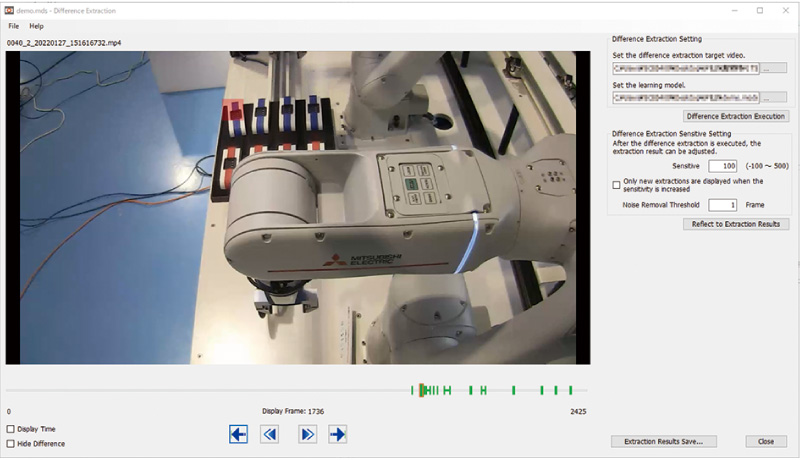 demo.mds - Difference Extraction
File Help
0040_2_20220127_151616732.mp4
MITSUBISHI
ELECTRIC
0
Display Frame: 1736
2425
Display Time
Hide Difference
Difference Extraction Setting
Set the difference extraction target video.
...
Set the learning model.
...
Difference Extraction Execution
Difference Extraction Sensitive Setting
After the difference extraction is executed, the
extraction result can be adjusted.
Sensitive 100 (-100 ～ 500)
Only new extractions are displayed when the
sensitivity is increased
Noise Removal Threshold 1 Frame
Reflect to Extraction Results
Extraction Results Save...
Close